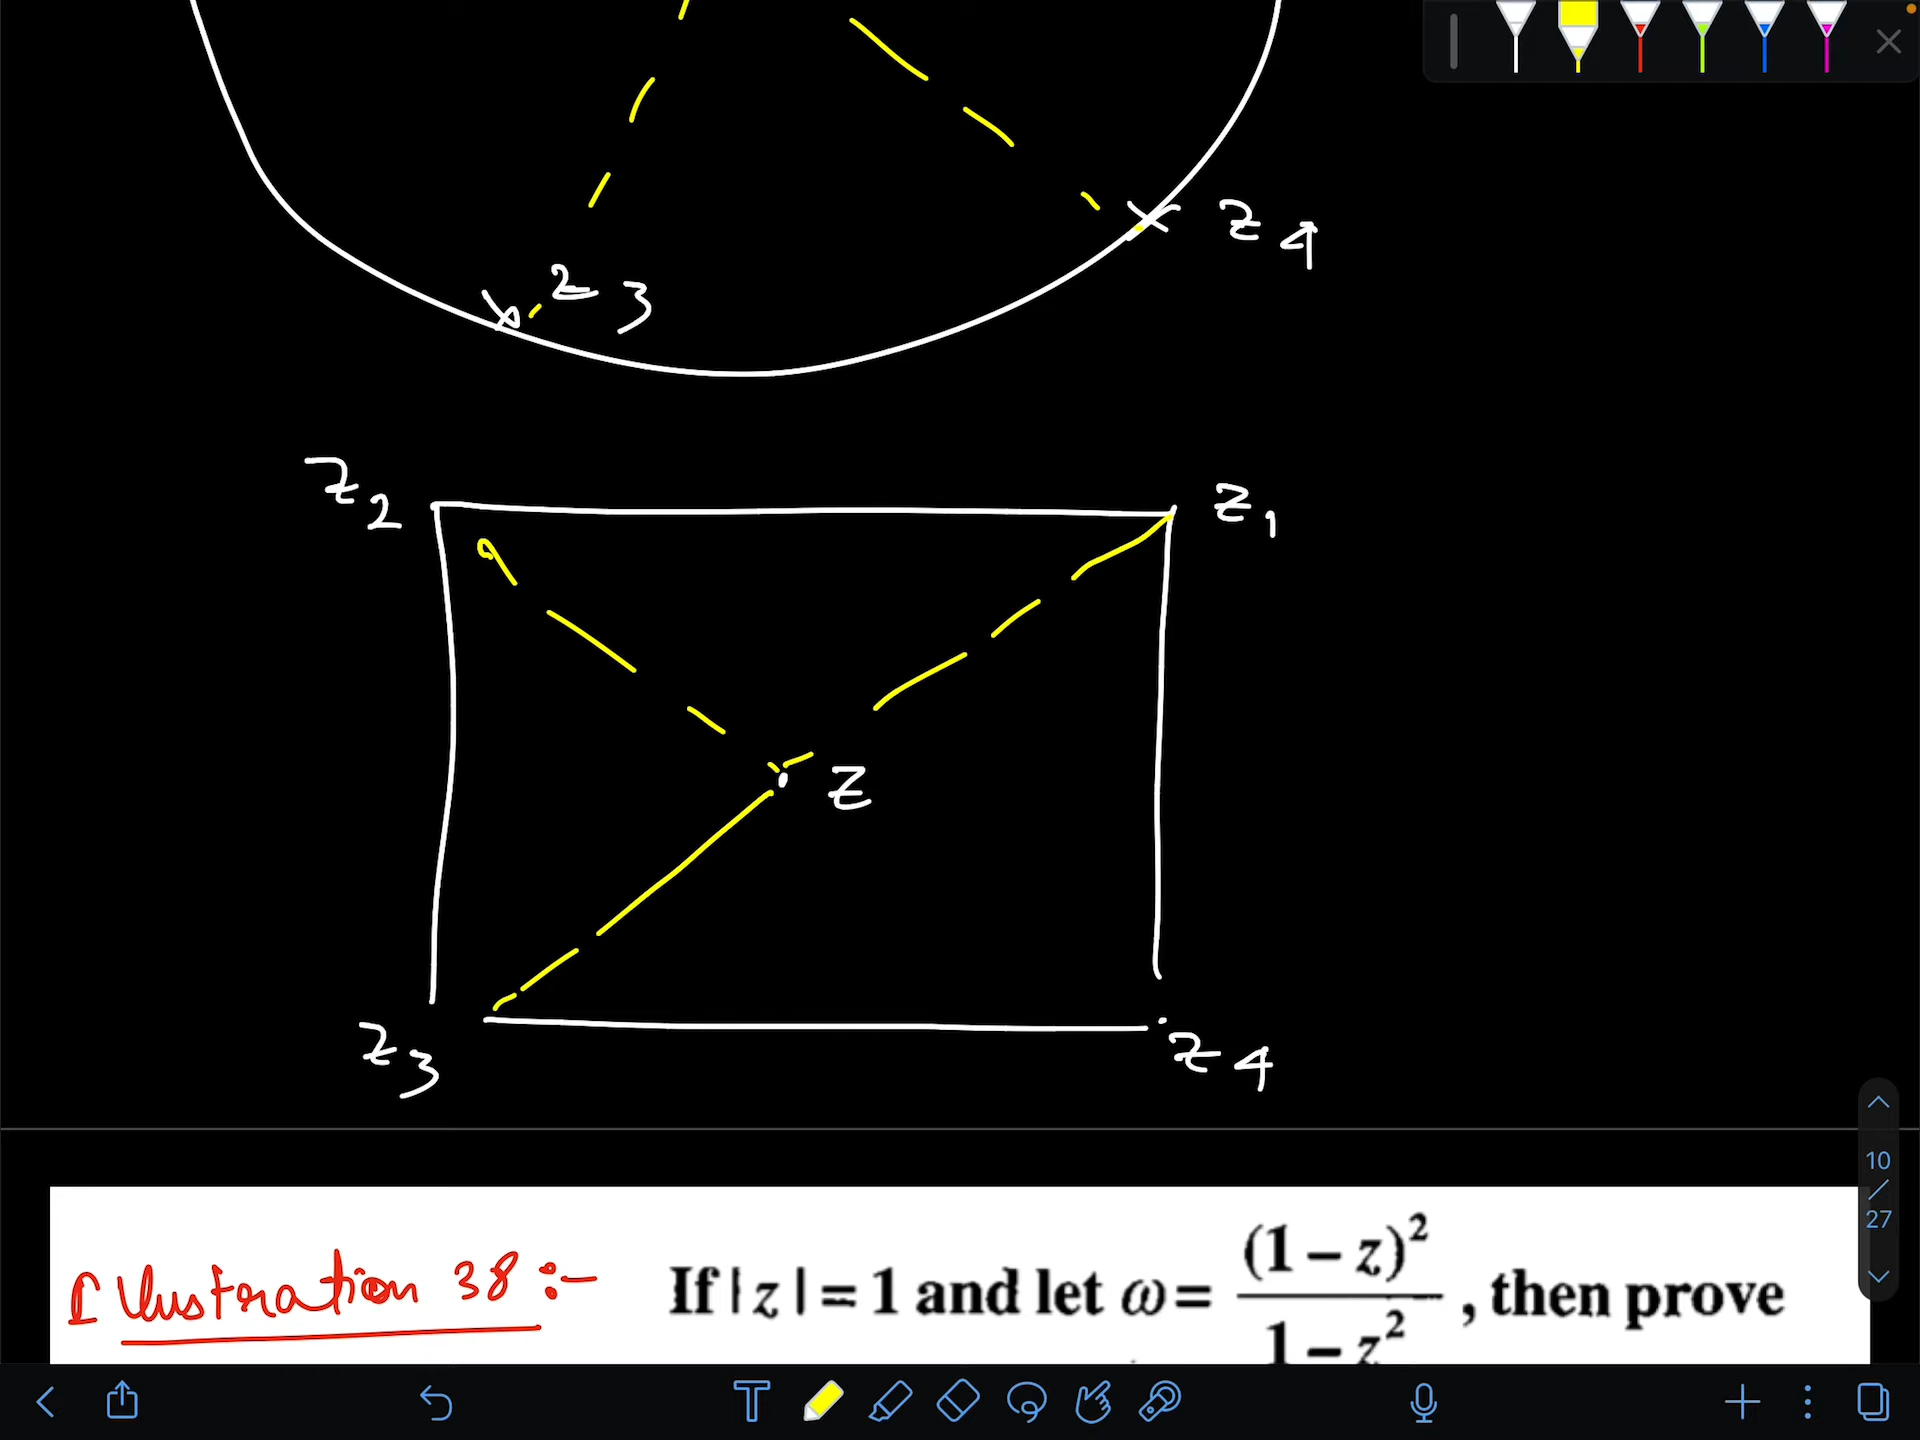 z4
z3
z2 z1
z
z3 z4
10
/
27
Illustration 38 :- If |z| = 1 and let ω = (1 – z)² / 1 – z² , then prove
T